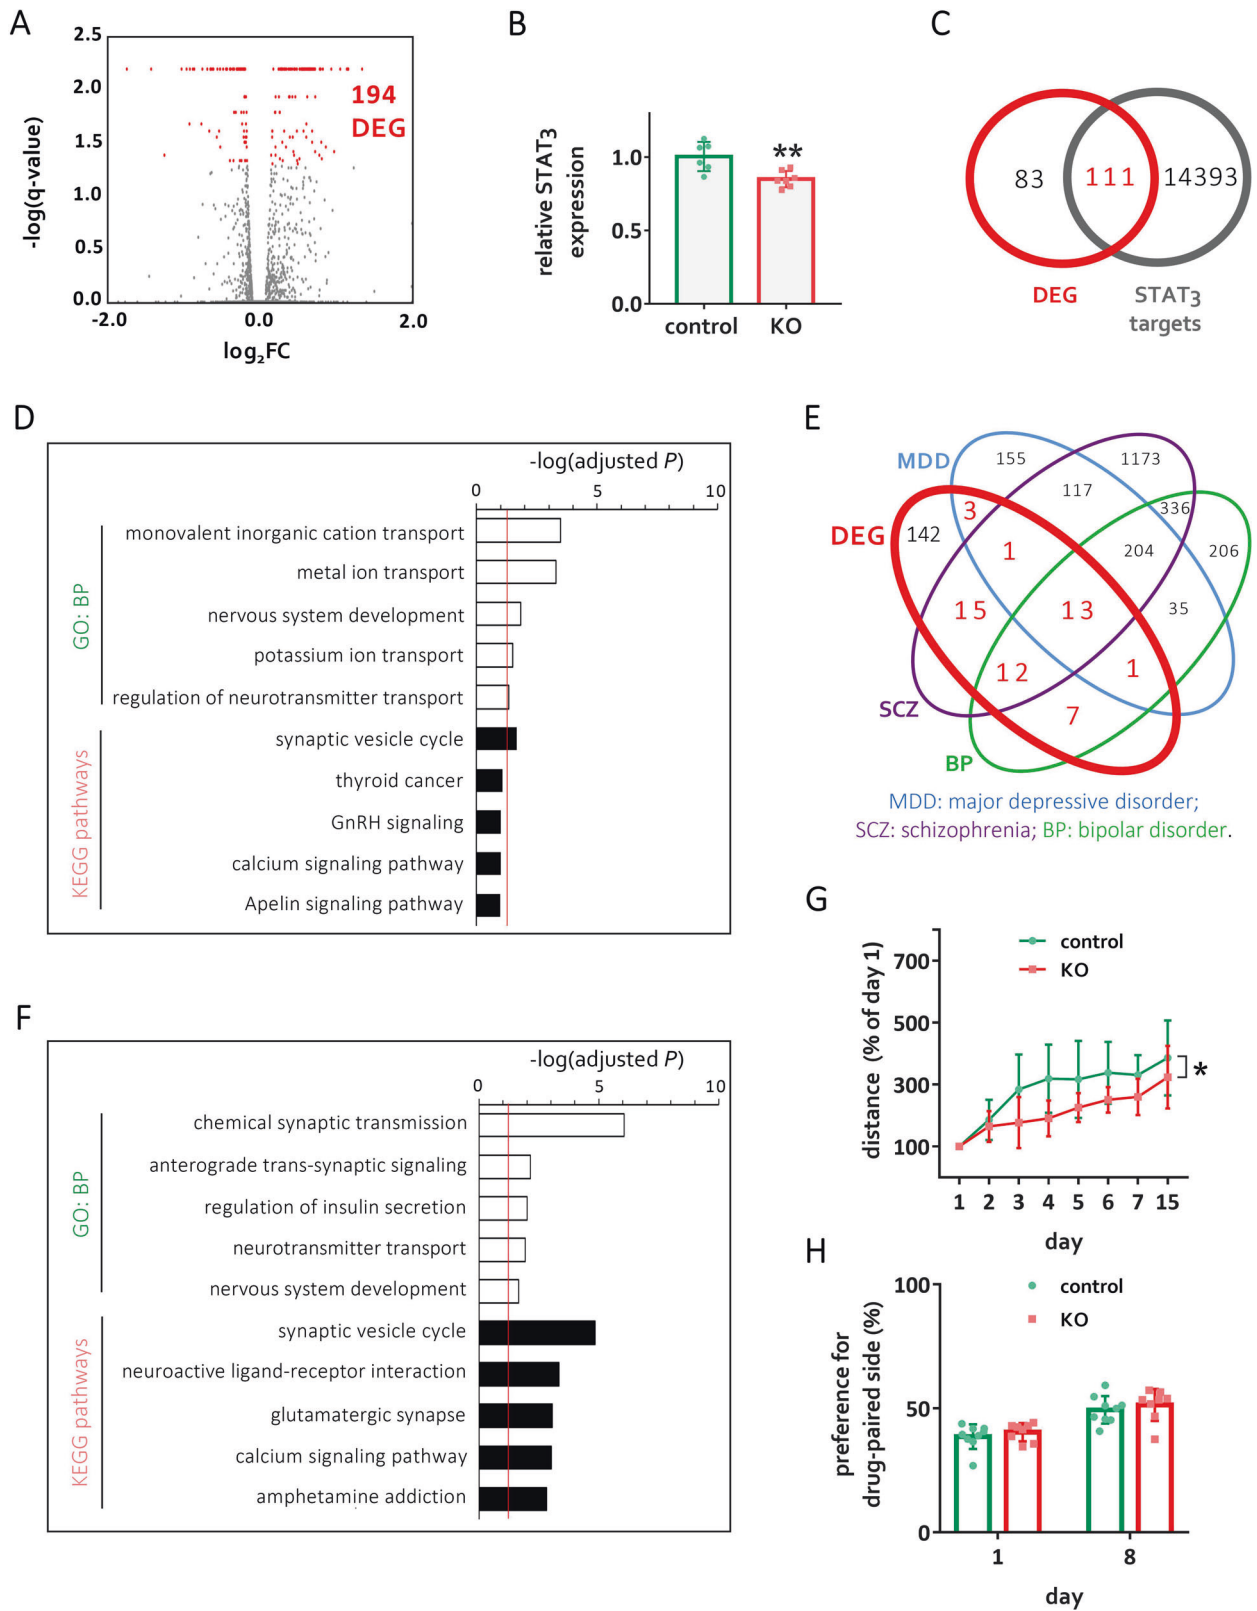 A
2.5
2.0
1.5
1.0
0.5
0.0
-log(q-value)
194
DEG
-2.0
0.0
2.0
log₂FC
B
relative STAT3
expression
1.0
0.5
0.0
**
control
KO
C
83
111
14393
DEG
STAT3
targets
D
-log(adjusted P)
0
5
10
GO: BP
monovalent inorganic cation transport
metal ion transport
nervous system development
potassium ion transport
regulation of neurotransmitter transport
KEGG pathways
synaptic vesicle cycle
thyroid cancer
GnRH signaling
calcium signaling pathway
Apelin signaling pathway
E
MDD
155
1173
117
336
DEG
142
3
1
204
206
15
13
35
12
1
SCZ
7
BP
MDD: major depressive disorder;
SCZ: schizophrenia; BP: bipolar disorder.
F
-log(adjusted P)
0
5
10
GO: BP
chemical synaptic transmission
anterograde trans-synaptic signaling
regulation of insulin secretion
neurotransmitter transport
nervous system development
KEGG pathways
synaptic vesicle cycle
neuroactive ligand-receptor interaction
glutamatergic synapse
calcium signaling pathway
amphetamine addiction
G
distance (% of day 1)
700
500
300
100
control
KO
*
1 2 3 4 5 6 7 15
day
H
preference for
drug-paired side (%)
100
50
0
control
KO
1
8
day